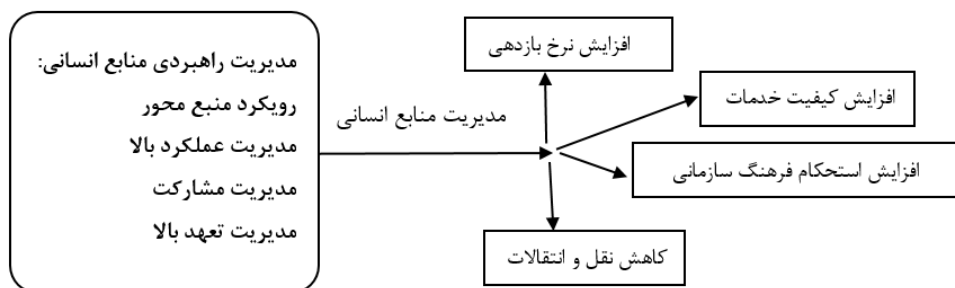 مدیریت راهبردی منابع انسانی:
رویکرد منبع محور
مدیریت عملکرد بالا
مدیریت مشارکت
مدیریت تعهد بالا
مدیریت منابع انسانی
افزایش نرخ بازدهی
افزایش کیفیت خدمات
افزایش استحکام فرهنگ سازمانی
کاهش نقل و انتقالات